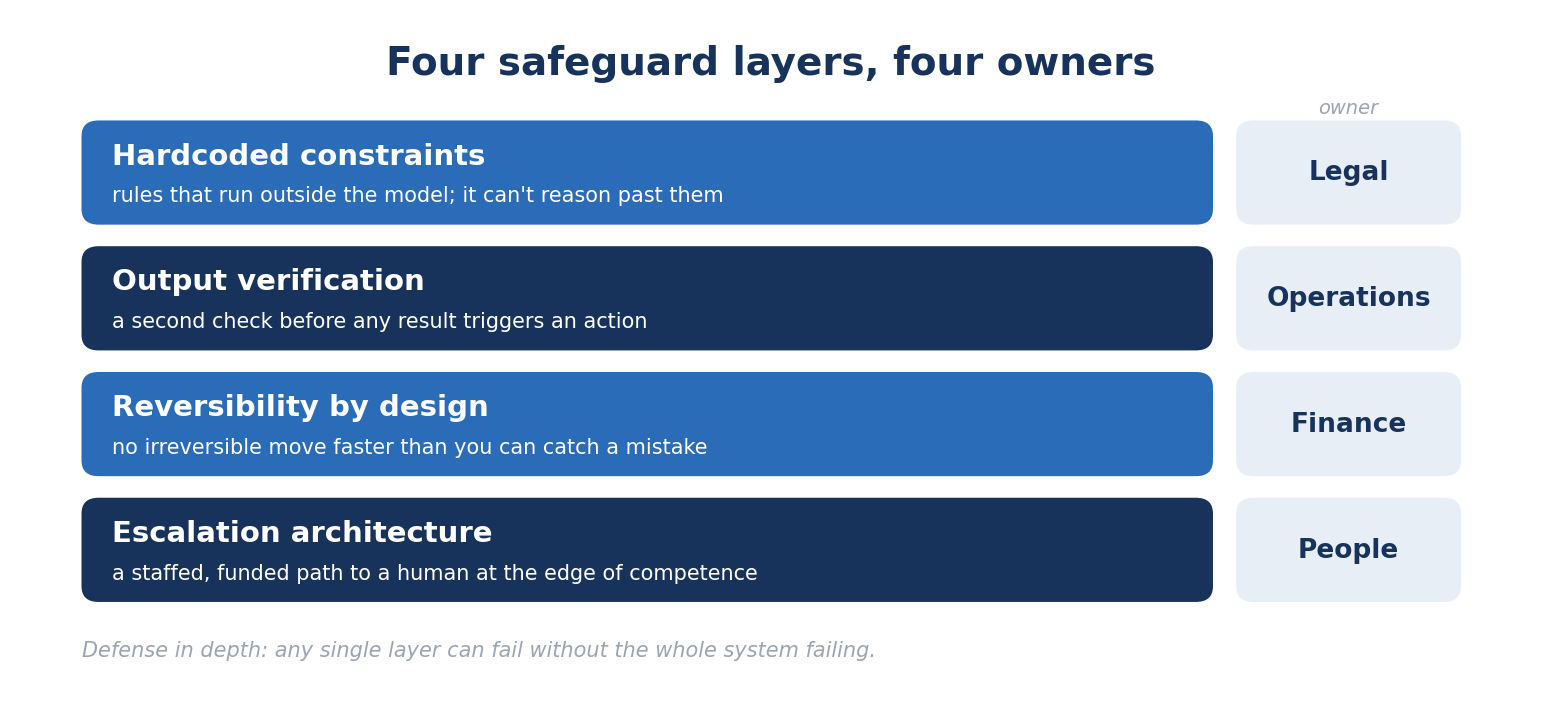 Four safeguard layers, four owners
owner
Hardcoded constraints
rules that run outside the model; it can't reason past them
Legal
Output verification
a second check before any result triggers an action
Operations
Reversibility by design
no irreversible move faster than you can catch a mistake
Finance
Escalation architecture
a staffed, funded path to a human at the edge of competence
People
Defense in depth: any single layer can fail without the whole system failing.